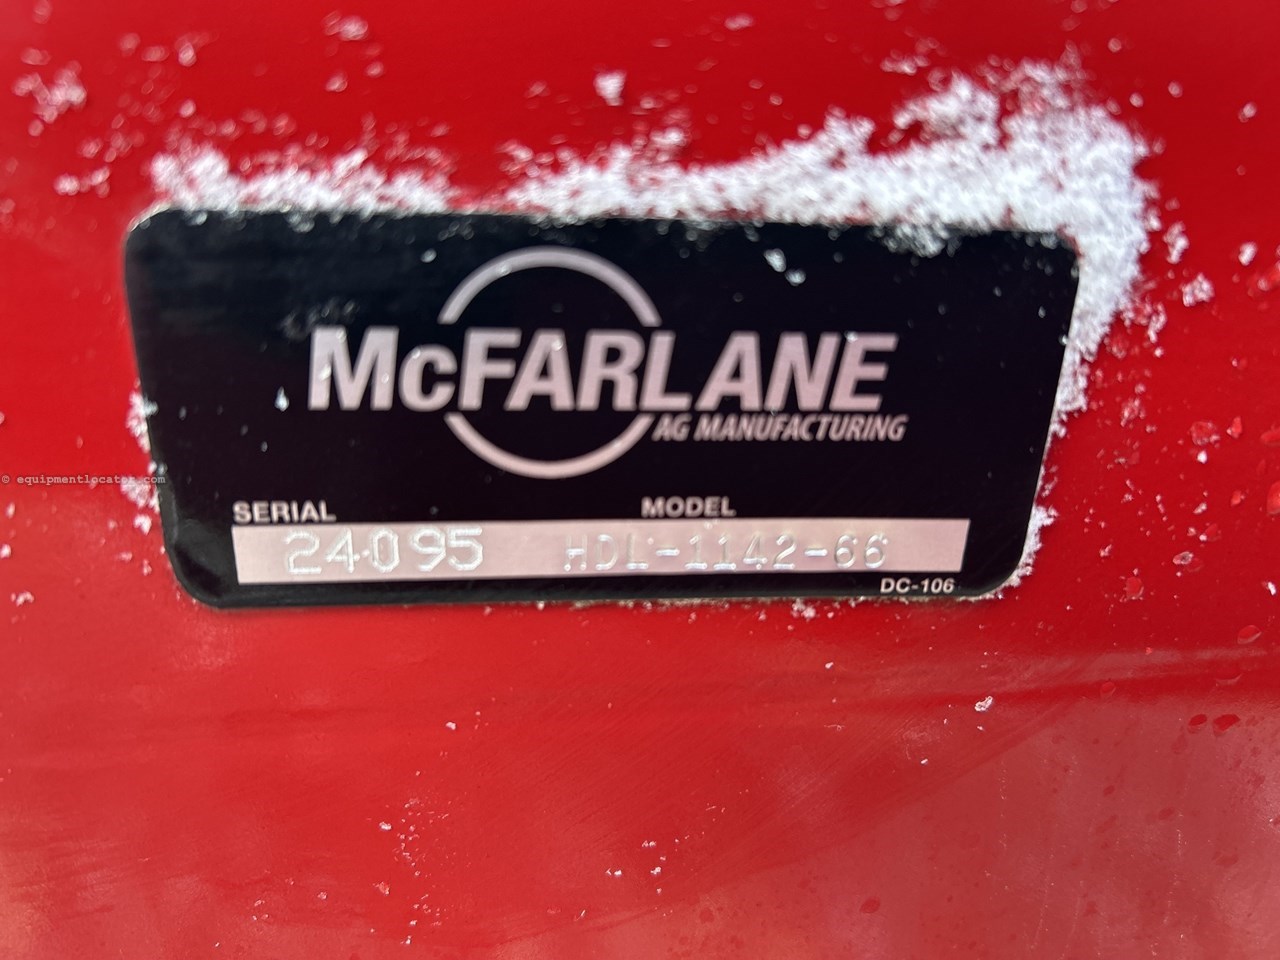 McFARLANE
AG MANUFACTURING
© equipmentlocator.com
SERIAL MODEL
24095 HDL-1142-66
DC-106